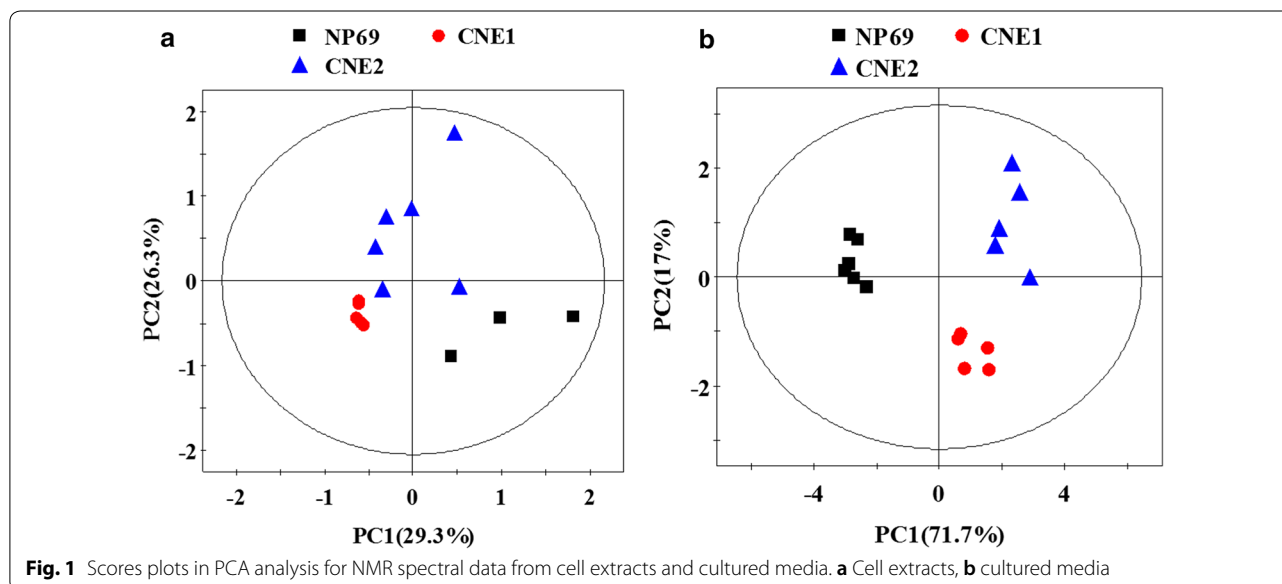 a
NP69 CNE1
CNE2
2
1
0
-1
-2
PC2(26.3%)
-2 -1 0 1 2
PC1(29.3%)
b
NP69 CNE1
CNE2
2
0
-2
PC2(17%)
-4 0 4
PC1(71.7%)
Fig. 1 Scores plots in PCA analysis for NMR spectral data from cell extracts and cultured media. a Cell extracts, b cultured media